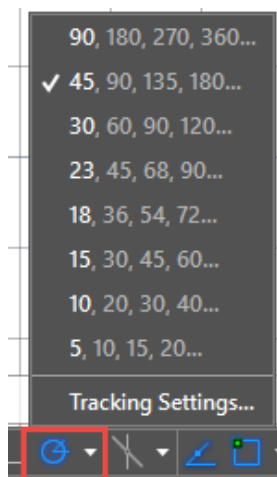 90, 180, 270, 360...
45, 90, 135, 180...
30, 60, 90, 120...
23, 45, 68, 90...
18, 36, 54, 72...
15, 30, 45, 60...
10, 20, 30, 40...
5, 10, 15, 20...
Tracking Settings...